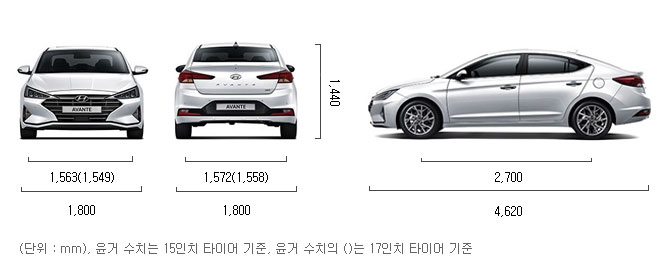 AVANTE
AVANTE
AVANTE
1,440
1,563(1,549)
1,572(1,558)
2,700
1,800
1,800
4,620
(단위 : mm), 윤거 수치는 15인치 타이어 기준, 윤거 수치의 ()는 17인치 타이어 기준